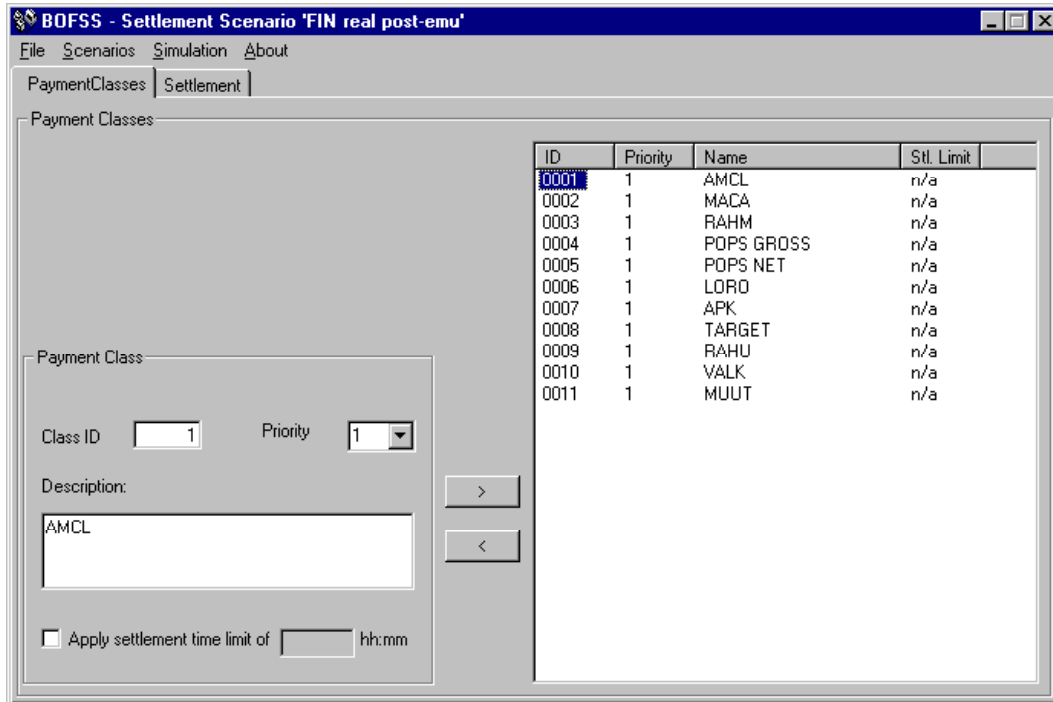 BOFSS - Settlement Scenario 'FIN real post-emu'
File Scenarios Simulation About
PaymentClasses Settlement
Payment Classes
ID Priority Name Stl. Limit
0001 1 AMCL n/a
0002 1 MACA n/a
0003 1 RAHM n/a
0004 1 POPS GROSS n/a
0005 1 POPS NET n/a
0006 1 LORO n/a
0007 1 APK n/a
0008 1 TARGET n/a
0009 1 RAHU n/a
0010 1 VALK n/a
0011 1 MUUT n/a
Payment Class
Class ID 1 Priority 1
Description:
AMCL
>
<
Apply settlement time limit of hh:mm